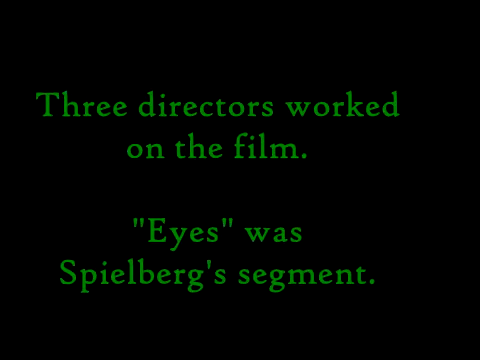 Three directors worked
on the film.
"Eyes" was
Spielberg's segment.